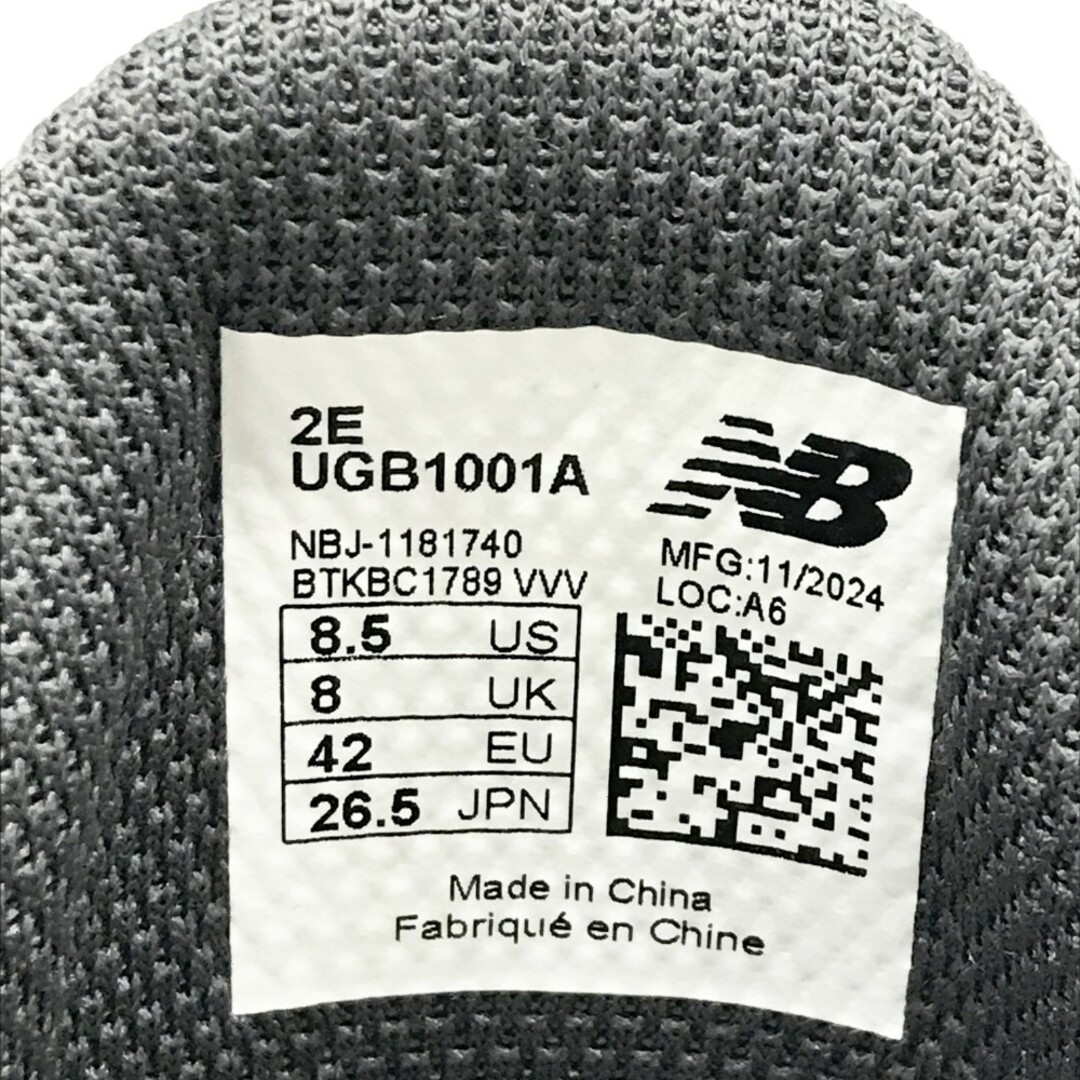 2E
UGB1001A
NB
NBJ-1181740
BTKBC1789 VVV
MFG:11/2024
LOC:A6
8.5 US
8 UK
42 EU
26.5 JPN
Made in China
Fabriqué en Chine